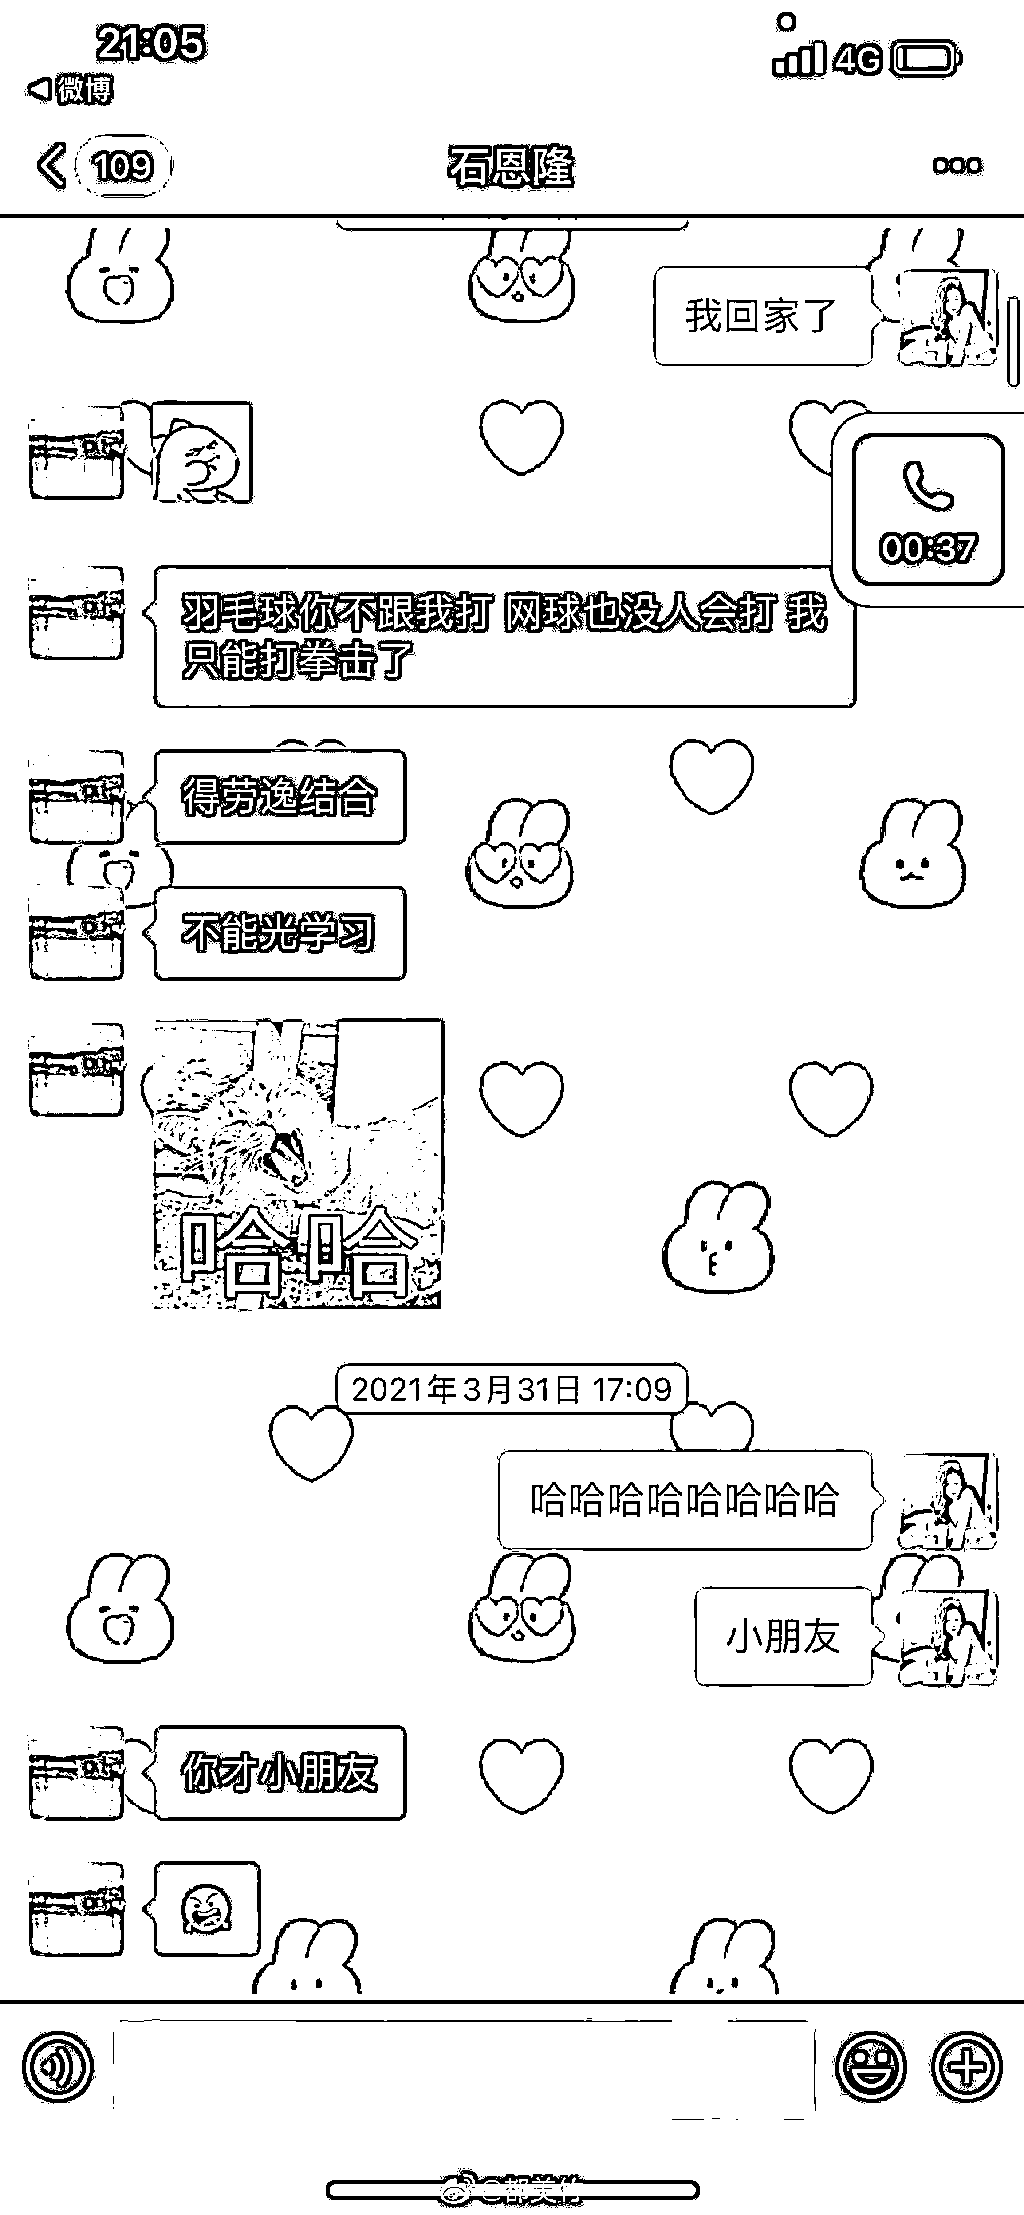 21:05
4G
微博
109
石恩隆
我回家了
00:37
羽毛球你不跟我打 网球也没人会打 我
只能打拳击了
得劳逸结合
不能光学习
哈哈
2021年3月31日 17:09
哈哈哈哈哈哈哈哈
小朋友
你才小朋友
@都美竹